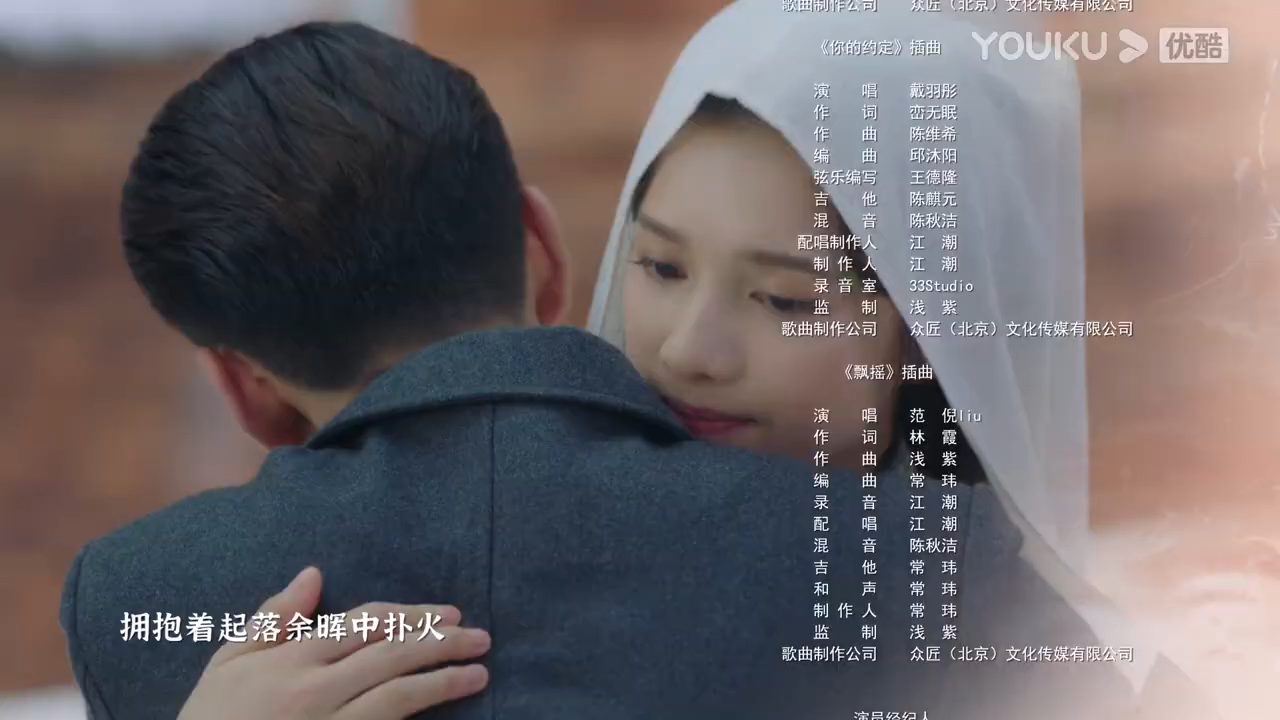 歌曲制作公司 众匠（北京）文化传媒有限公司
《你的约定》插曲
YOUKU 优酷
演 唱 戴羽彤
作 词 峦无眠
作 曲 陈维希
编 曲 邱沐阳
弦乐编写 王德隆
吉 他 陈麒元
混 音 陈秋洁
配唱制作人 江 潮
制 作 人 江 潮
录 音 室 33Studio
监 制 浅 紫
歌曲制作公司 众匠（北京）文化传媒有限公司
《飘摇》插曲
演 唱 范 倪liu
作 词 林 霞
作 曲 浅 紫
编 曲 常 玮
录 音 江 潮
配 唱 江 潮
混 音 陈秋洁
吉 他 常 玮
和 声 常 玮
制 作 人 常 玮
监 制 浅 紫
歌曲制作公司 众匠（北京）文化传媒有限公司
拥抱着起落余晖中扑火
演员经纪人